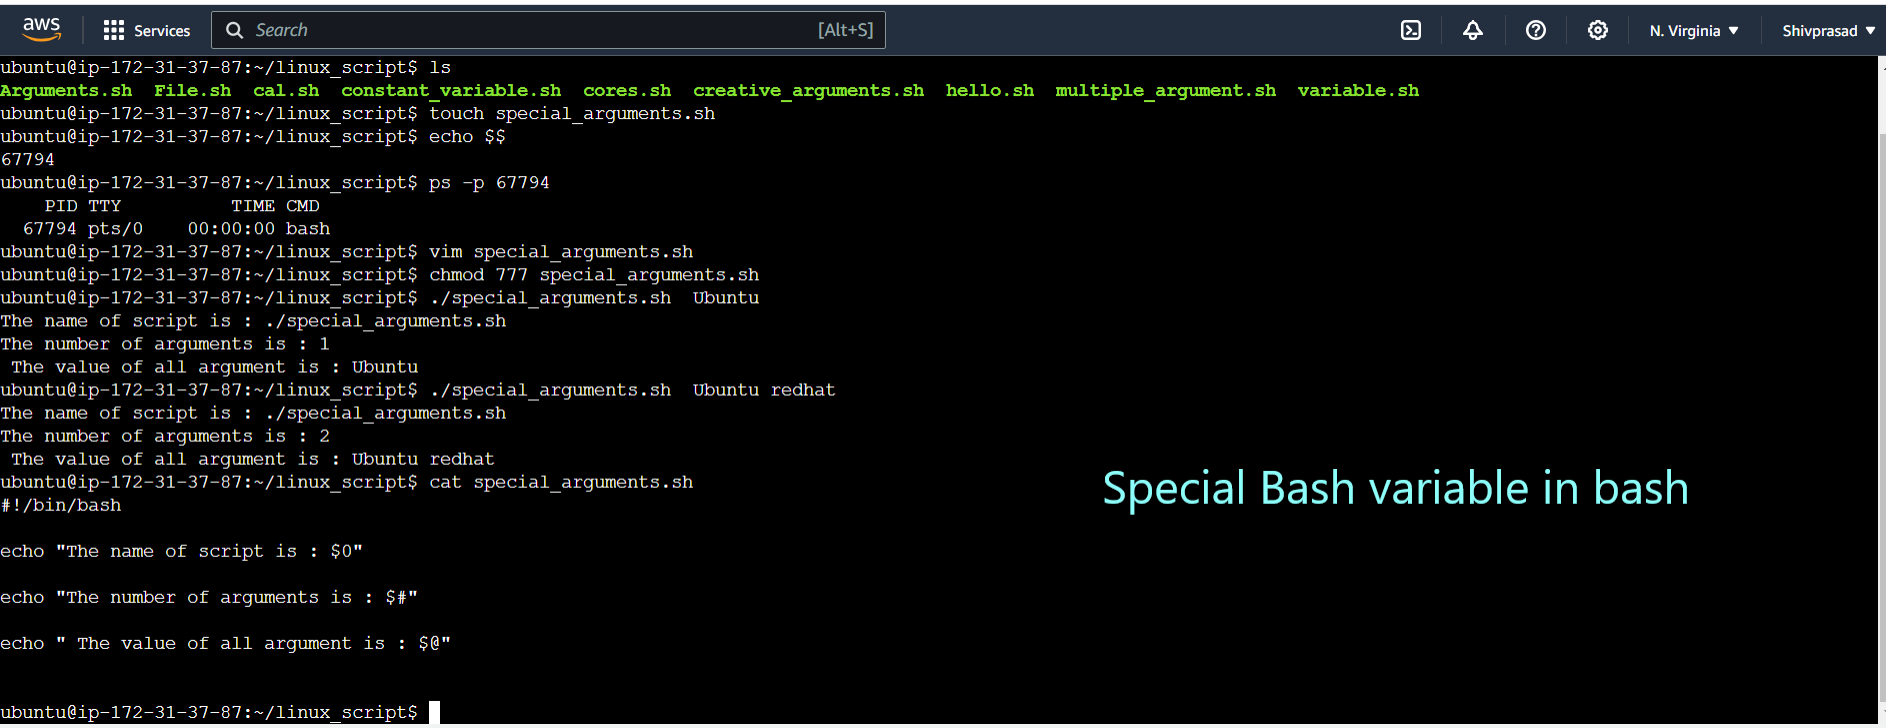 aws Services Search [Alt+S] N. Virginia Shivprasad
ubuntu@ip-172-31-37-87:~/linux_script$ ls
Arguments.sh  File.sh  cal.sh  constant_variable.sh  cores.sh  creative_arguments.sh  hello.sh  multiple_argument.sh  variable.sh
ubuntu@ip-172-31-37-87:~/linux_script$ touch special_arguments.sh
ubuntu@ip-172-31-37-87:~/linux_script$ echo $$
67794
ubuntu@ip-172-31-37-87:~/linux_script$ ps -p 67794
    PID TTY          TIME CMD
  67794 pts/0    00:00:00 bash
ubuntu@ip-172-31-37-87:~/linux_script$ vim special_arguments.sh
ubuntu@ip-172-31-37-87:~/linux_script$ chmod 777 special_arguments.sh
ubuntu@ip-172-31-37-87:~/linux_script$ ./special_arguments.sh  Ubuntu
The name of script is : ./special_arguments.sh
The number of arguments is : 1
 The value of all argument is : Ubuntu
ubuntu@ip-172-31-37-87:~/linux_script$ ./special_arguments.sh  Ubuntu redhat
The name of script is : ./special_arguments.sh
The number of arguments is : 2
 The value of all argument is : Ubuntu redhat
ubuntu@ip-172-31-37-87:~/linux_script$ cat special_arguments.sh
#!/bin/bash
echo "The name of script is : $0"
echo "The number of arguments is : $#"
echo " The value of all argument is : $@"
ubuntu@ip-172-31-37-87:~/linux_script$
Special Bash variable in bash